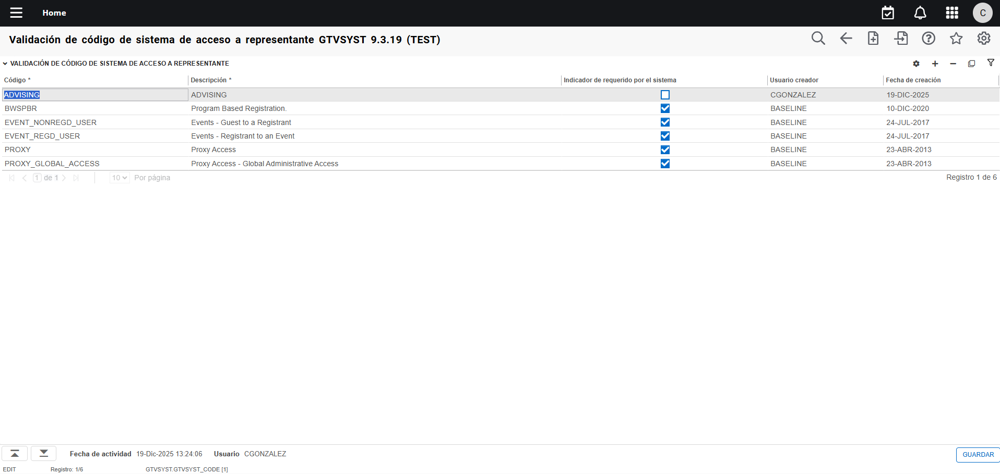 Home
C
Validación de código de sistema de acceso a representante GTVSYST 9.3.19 (TEST)
VALIDACIÓN DE CÓDIGO DE SISTEMA DE ACCESO A REPRESENTANTE
Código * Descripción * Indicador de requerido por el sistema Usuario creador Fecha de creación
ADVISING ADVISING CGONZALEZ 19-DIC-2025
BWSPBR Program Based Registration. BASELINE 10-DIC-2020
EVENT_NONREGD_USER Events - Guest to a Registrant BASELINE 24-JUL-2017
EVENT_REGD_USER Events - Registrant to an Event BASELINE 24-JUL-2017
PROXY Proxy Access BASELINE 23-ABR-2013
PROXY_GLOBAL_ACCESS Proxy Access - Global Administrative Access BASELINE 23-ABR-2013
1 de 1 10 Por página Registro 1 de 6
Fecha de actividad 19-Dic-2025 13:24:06 Usuario CGONZALEZ GUARDAR
EDIT Registro: 1/6 GTVSYST.GTVSYST_CODE [1]